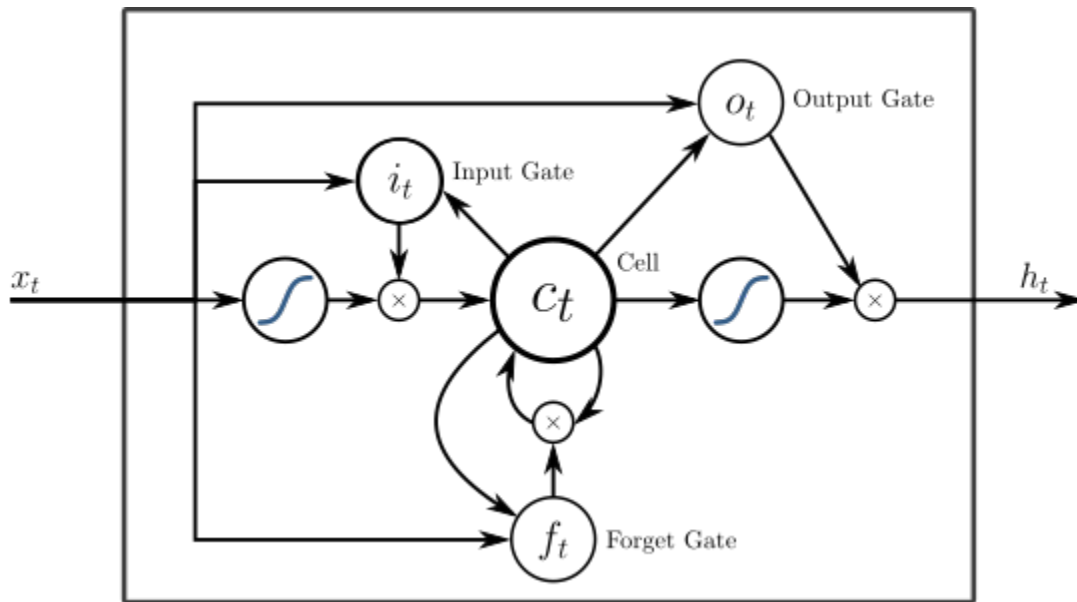 o_t Output Gate
i_t Input Gate
x_t
Cell
h_t
×
c_t
×
×
f_t Forget Gate